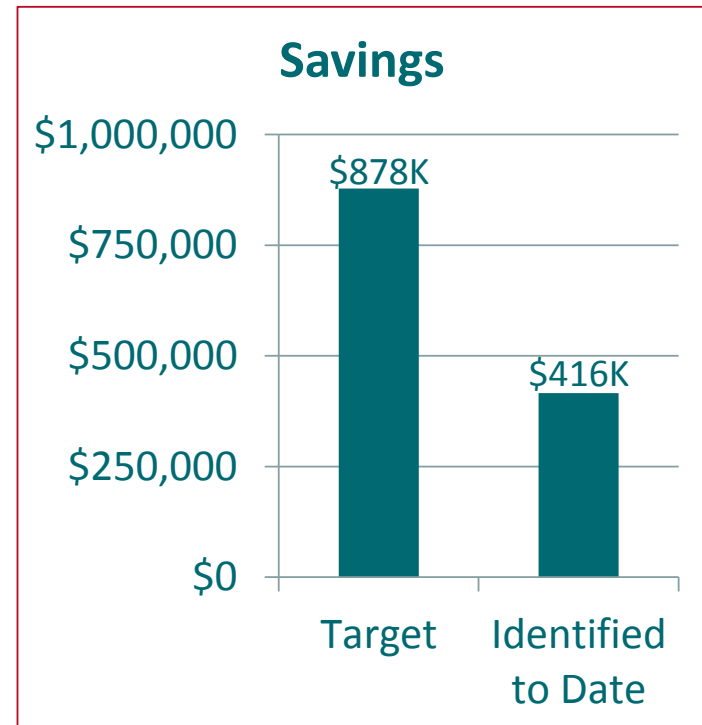 Savings
$1,000,000
$878K
$750,000
$500,000
$416K
$250,000
$0
Target
Identified
to Date